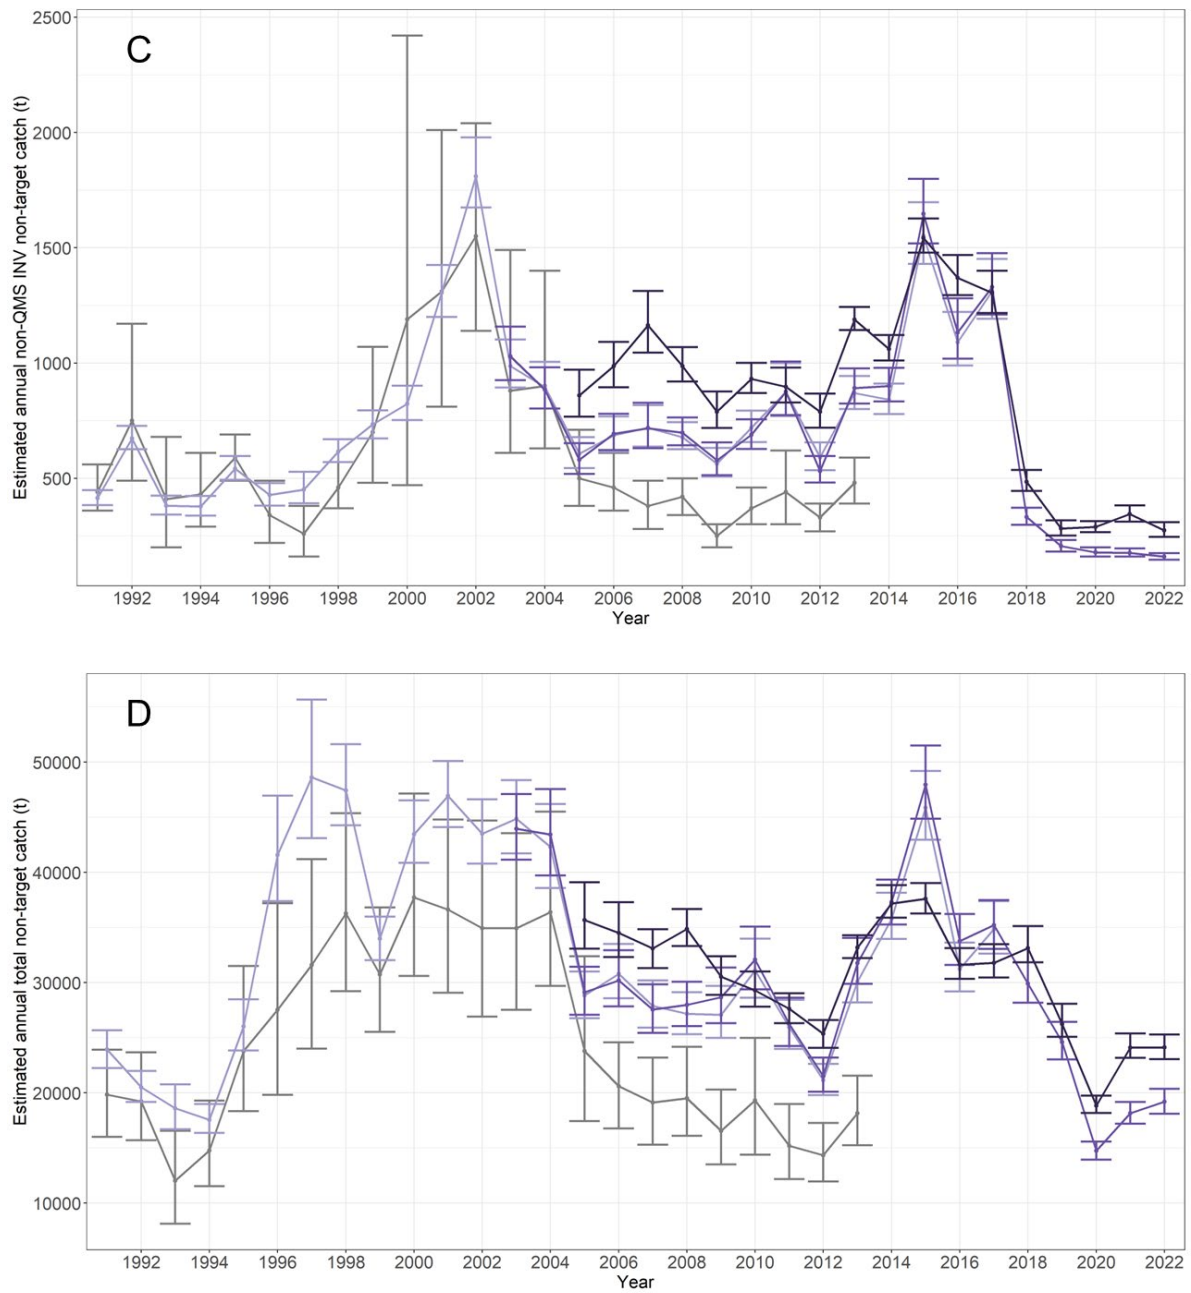 C
Estimated annual non-QMS INV non-target catch (t)
2500
2000
1500
1000
500
1992 1994 1996 1998 2000 2002 2004 2006 2008 2010 2012 2014 2016 2018 2020 2022
Year
D
Estimated annual total non-target catch (t)
50000
40000
30000
20000
10000
1992 1994 1996 1998 2000 2002 2004 2006 2008 2010 2012 2014 2016 2018 2020 2022
Year